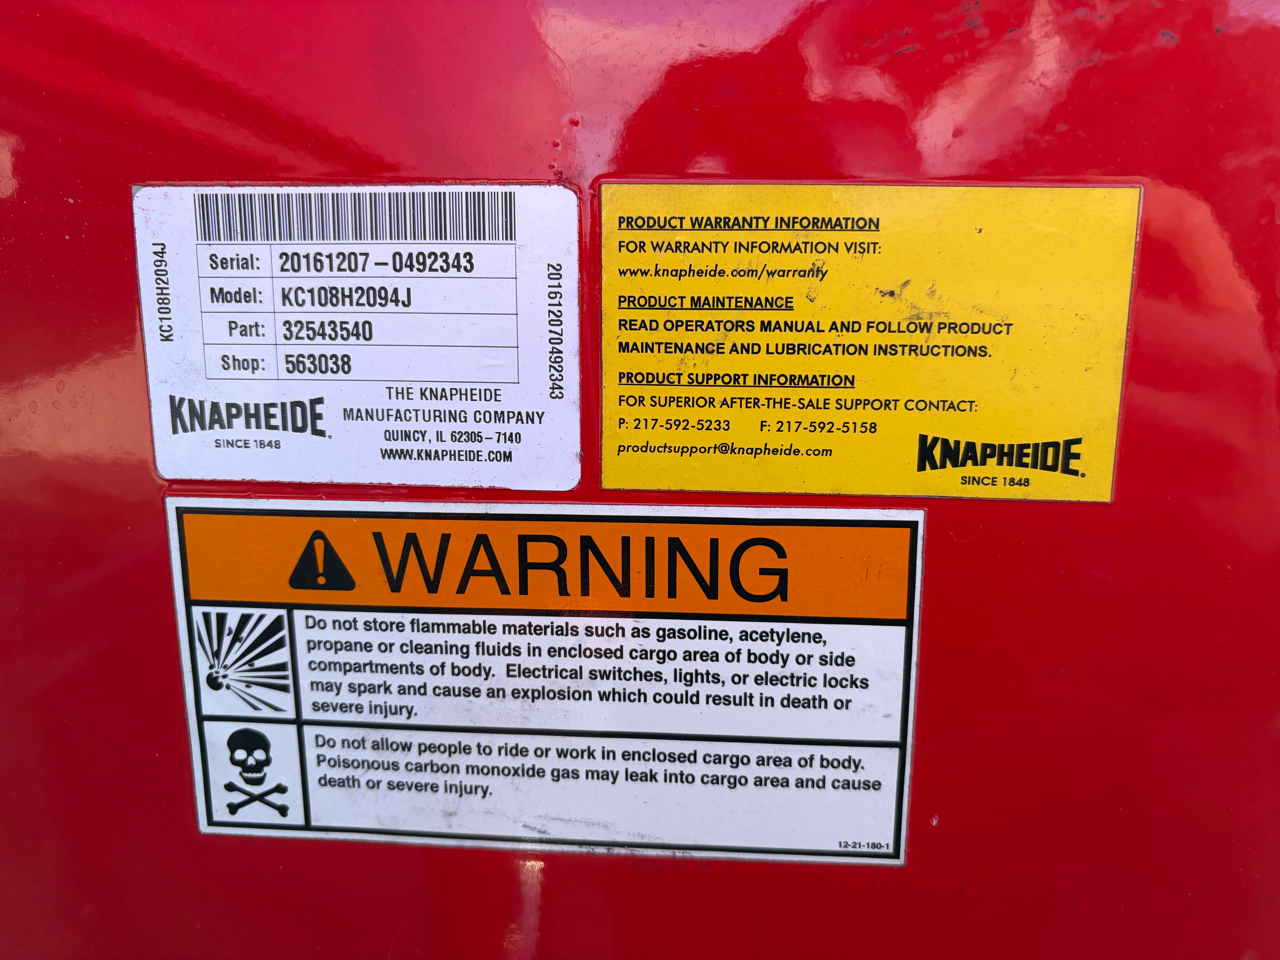 KC108H2094J
Serial: 20161207-0492343
Model: KC108H2094J
Part: 32543540
Shop: 563038
201612070492343
KNAPHEIDE®
SINCE 1848
THE KNAPHEIDE
MANUFACTURING COMPANY
QUINCY, IL 62305-7140
WWW.KNAPHEIDE.COM
PRODUCT WARRANTY INFORMATION
FOR WARRANTY INFORMATION VISIT:
www.knapheide.com/warranty
PRODUCT MAINTENANCE
READ OPERATORS MANUAL AND FOLLOW PRODUCT
MAINTENANCE AND LUBRICATION INSTRUCTIONS.
PRODUCT SUPPORT INFORMATION
FOR SUPERIOR AFTER-THE-SALE SUPPORT CONTACT:
P: 217-592-5233 F: 217-592-5158
productsupport@knapheide.com
KNAPHEIDE®
SINCE 1848
WARNING
Do not store flammable materials such as gasoline, acetylene,
propane or cleaning fluids in enclosed cargo area of body or side
compartments of body. Electrical switches, lights, or electric locks
may spark and cause an explosion which could result in death or
severe injury.
Do not allow people to ride or work in enclosed cargo area of body.
Poisonous carbon monoxide gas may leak into cargo area and cause
death or severe injury.
12-21-180-1